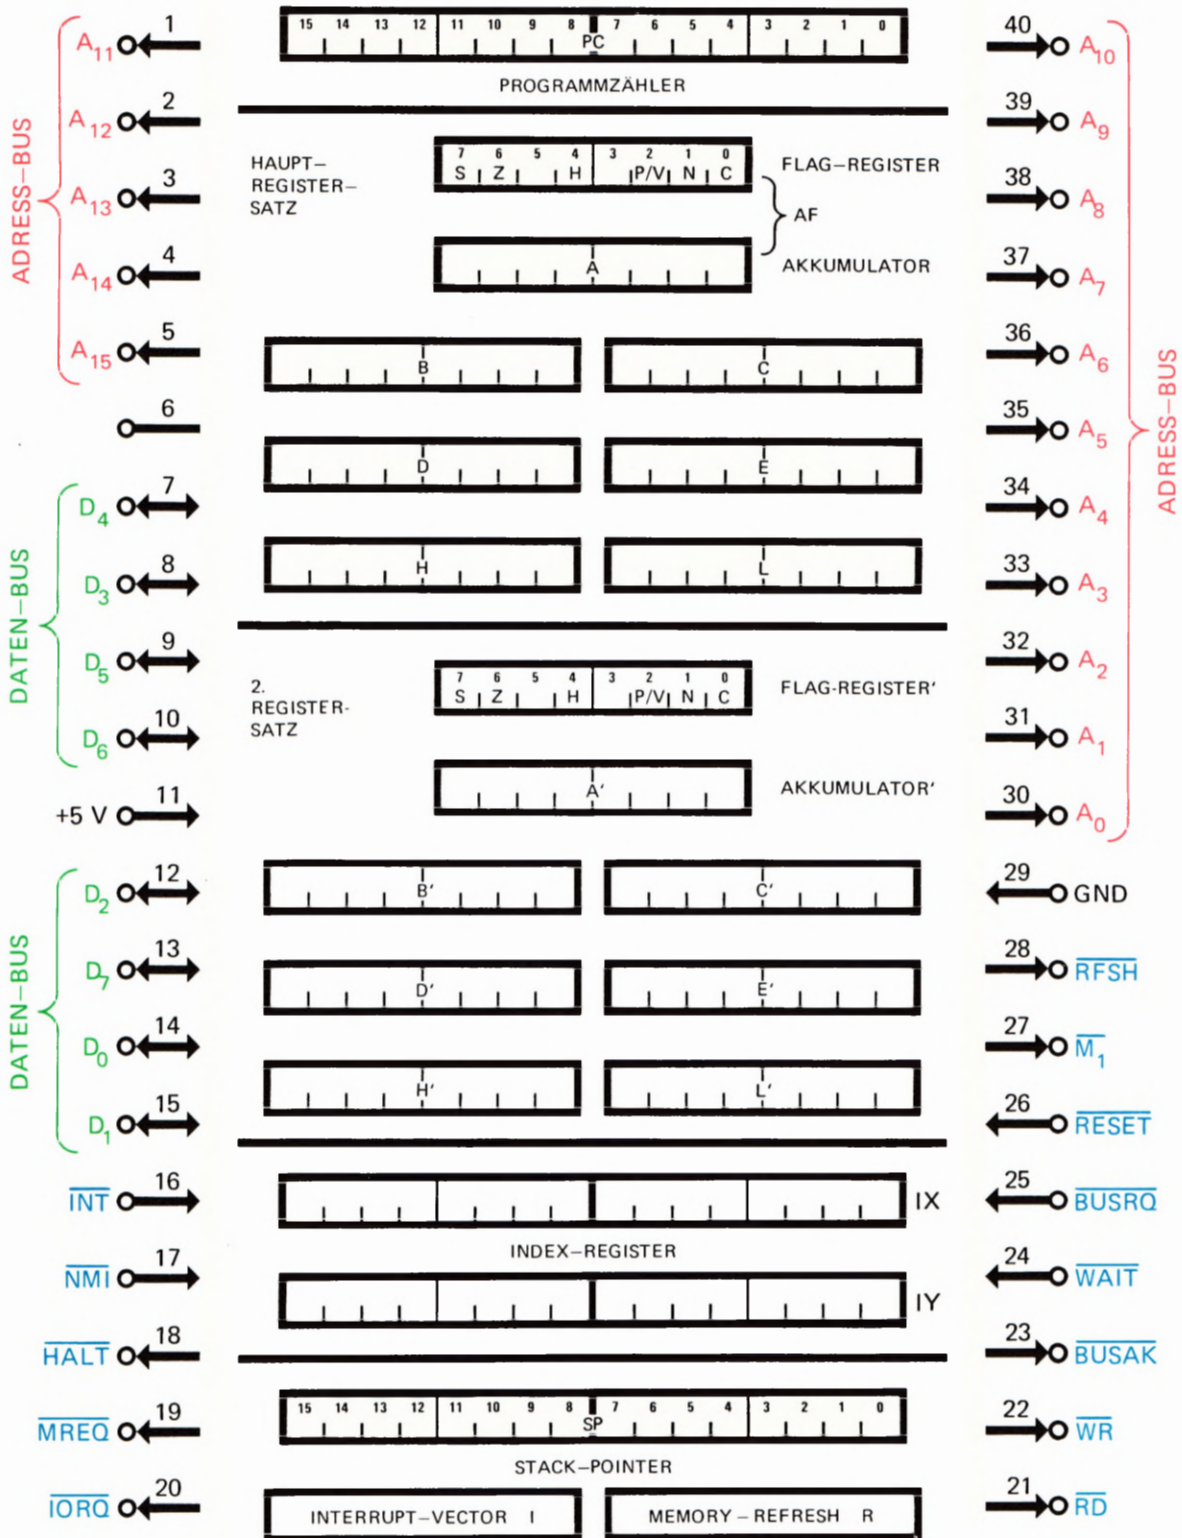 1 15 14 13 12 11 10 9 8 7 6 5 4 3 2 1 0 40
A11 PC A10
PROGRAMMZÄHLER
2 39
A12 A9
ADRESS–BUS
HAUPT–
REGISTER–
SATZ
7 6 5 4 3 2 1 0
S Z H P/V N C
FLAG–REGISTER
3 38
A13 A8
AF
4 37
A14 A AKKUMULATOR A7
5 36
A15 B C A6
6 35
A5
ADRESS–BUS
D E
7 34
D4 A4
8 33
D3 H L A3
DATEN–BUS
9 32
D5 A2
2.
REGISTER-
SATZ
7 6 5 4 3 2 1 0
S Z H P/V N C
FLAG-REGISTER'
10 31
D6 A1
A' AKKUMULATOR'
11 30
+5 V A0
12 29
D2 B' C' GND
13 28
D7 D' E' RFSH
DATEN–BUS
14 27
D0 M1
H' L'
15 26
D1 RESET
16 25
INT IX BUSRQ
INDEX–REGISTER
17 24
NMI IY WAIT
18 23
HALT BUSAK
19 15 14 13 12 11 10 9 8 7 6 5 4 3 2 1 0 22
MREQ SP WR
STACK–POINTER
20 21
IORQ INTERRUPT–VECTOR I MEMORY – REFRESH R RD